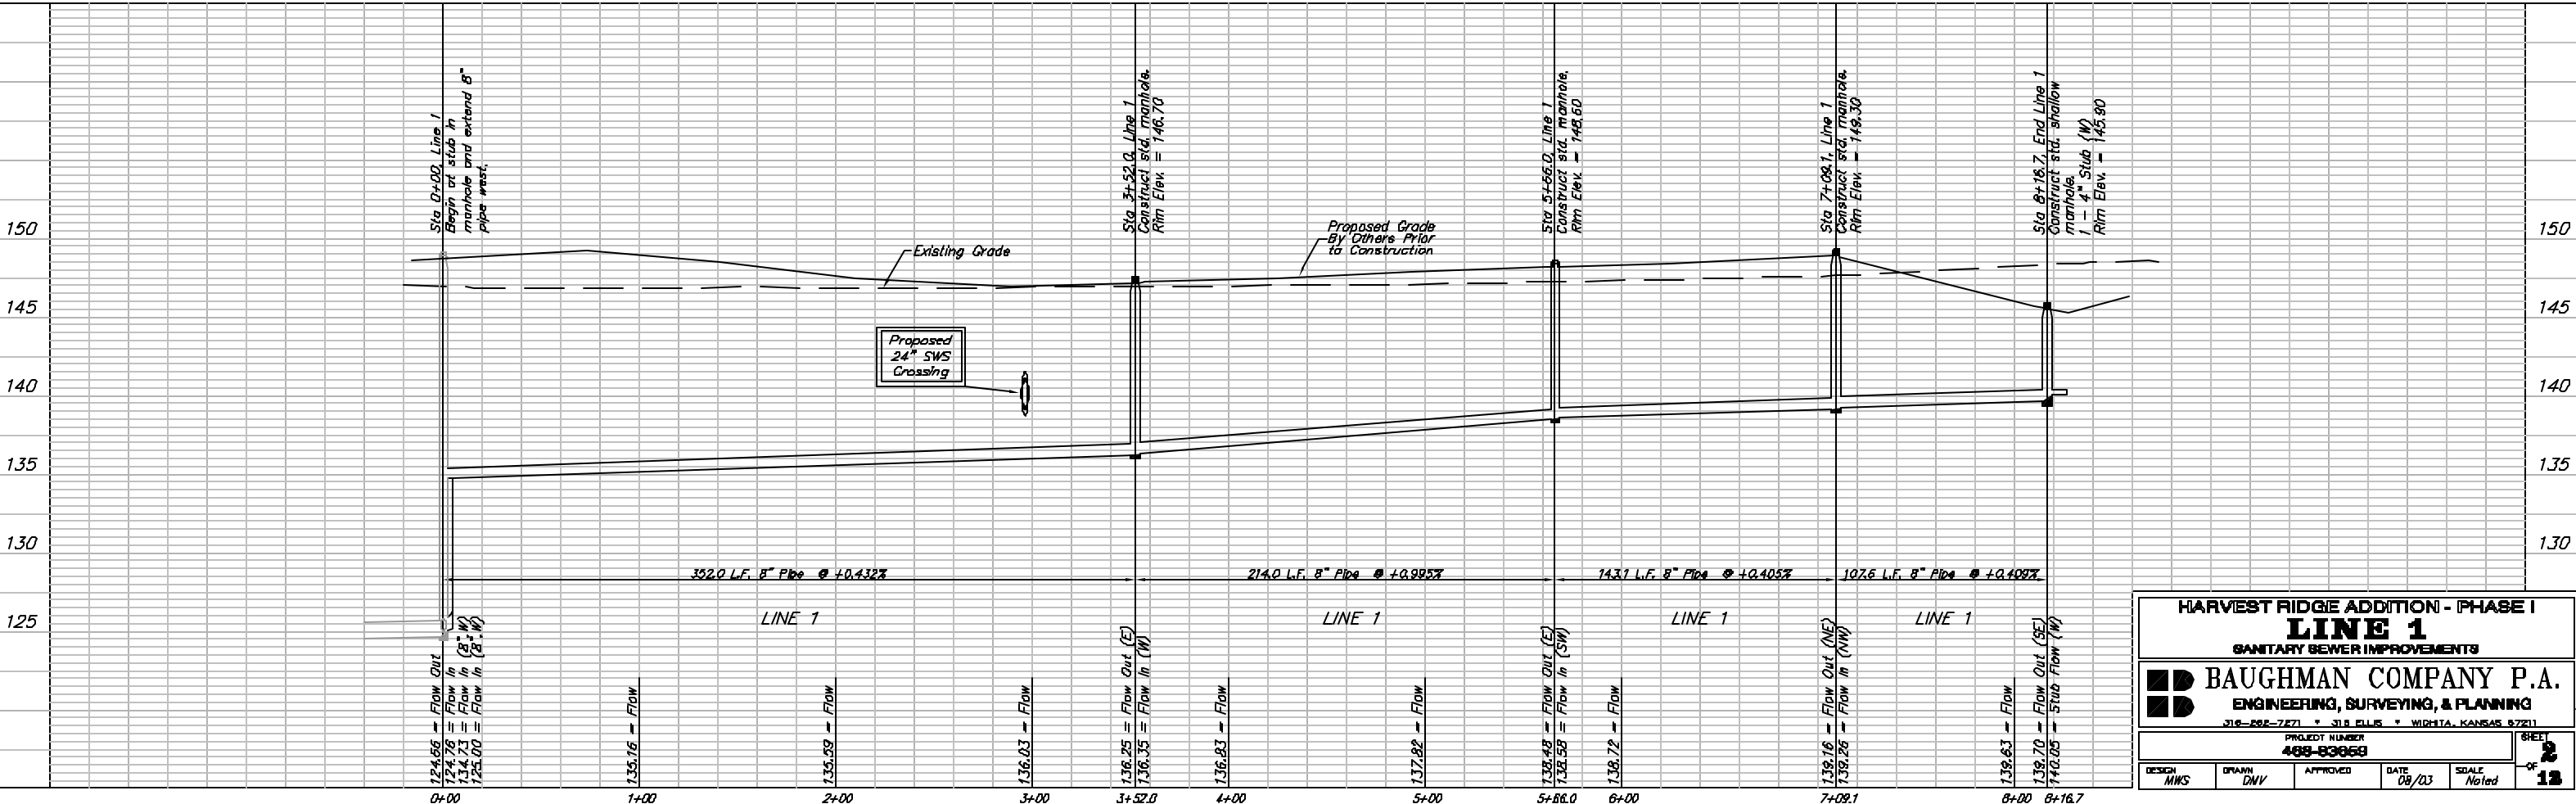 Sta 0+00, Line 1
Begin at stub in
manhole and extend 8"
pipe west.
Sta 3+52.0, Line 1
Construct std. manhole.
Rim Elev. = 146.70
Sta 5+66.0, Line 1
Construct std. manhole.
Rim Elev. = 148.60
Sta 7+09.1, Line 1
Construct std. manhole.
Rim Elev. = 149.30
Sta 8+16.7, End Line 1
Construct std. shallow
manhole.
1 - 4" Stub (W)
Rim Elev. = 145.90
150
150
Existing Grade
Proposed Grade
By Others Prior
to Construction
145
145
Proposed
24" SWS
Crossing
140
140
135
135
130
130
352.0 L.F. 8" Pipe @ +0.432%
214.0 L.F. 8" Pipe @ +0.995%
143.1 L.F. 8" Pipe @ +0.405%
107.6 L.F. 8" Pipe @ +0.409%
125
LINE 1
LINE 1
LINE 1
LINE 1
124.66 = Flow Out
124.76 = Flow In
134.73 = Flow In (8" W)
125.00 = Flow In (8" W)
135.16 = Flow
135.59 = Flow
136.03 = Flow
136.25 = Flow Out (E)
136.35 = Flow In (W)
136.83 = Flow
137.82 = Flow
138.48 = Flow Out (E)
138.58 = Flow In (SW)
138.72 = Flow
139.16 = Flow Out (NE)
139.26 = Flow In (NW)
139.63 = Flow
139.70 = Flow Out (SE)
140.05 = Stub Flow (W)
0+00
1+00
2+00
3+00
3+52.0
4+00
5+00
5+66.0
6+00
7+09.1
8+00
8+16.7
HARVEST RIDGE ADDITION - PHASE I
LINE 1
SANITARY SEWER IMPROVEMENTS
BAUGHMAN COMPANY P.A.
ENGINEERING, SURVEYING, & PLANNING
316-262-7271 * 315 ELLIS * WICHITA, KANSAS 67211
PROJECT NUMBER
468-83669
SHEET
2
OF
12
DESIGN
MWS
DRAWN
DMV
APPROVED
DATE
08/03
SCALE
Noted